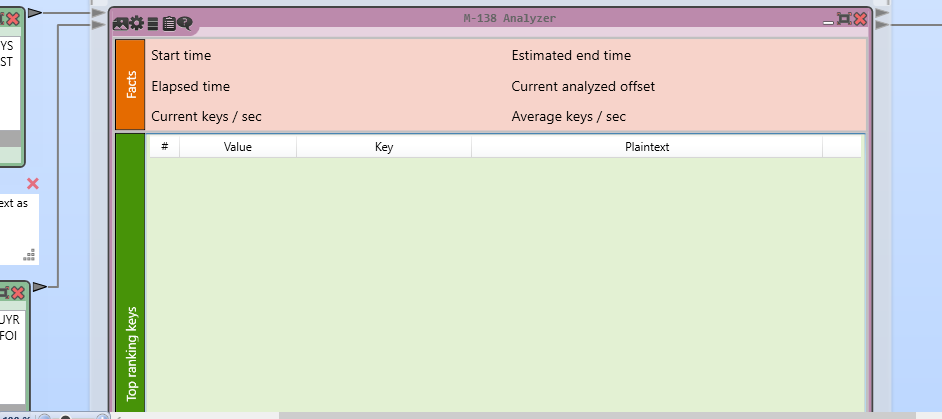 M-138 Analyzer
YS
ST
Facts
Start time
Estimated end time
Elapsed time
Current analyzed offset
Current keys / sec
Average keys / sec
# Value Key Plaintext
ext as
Top ranking keys
UYR
FOI